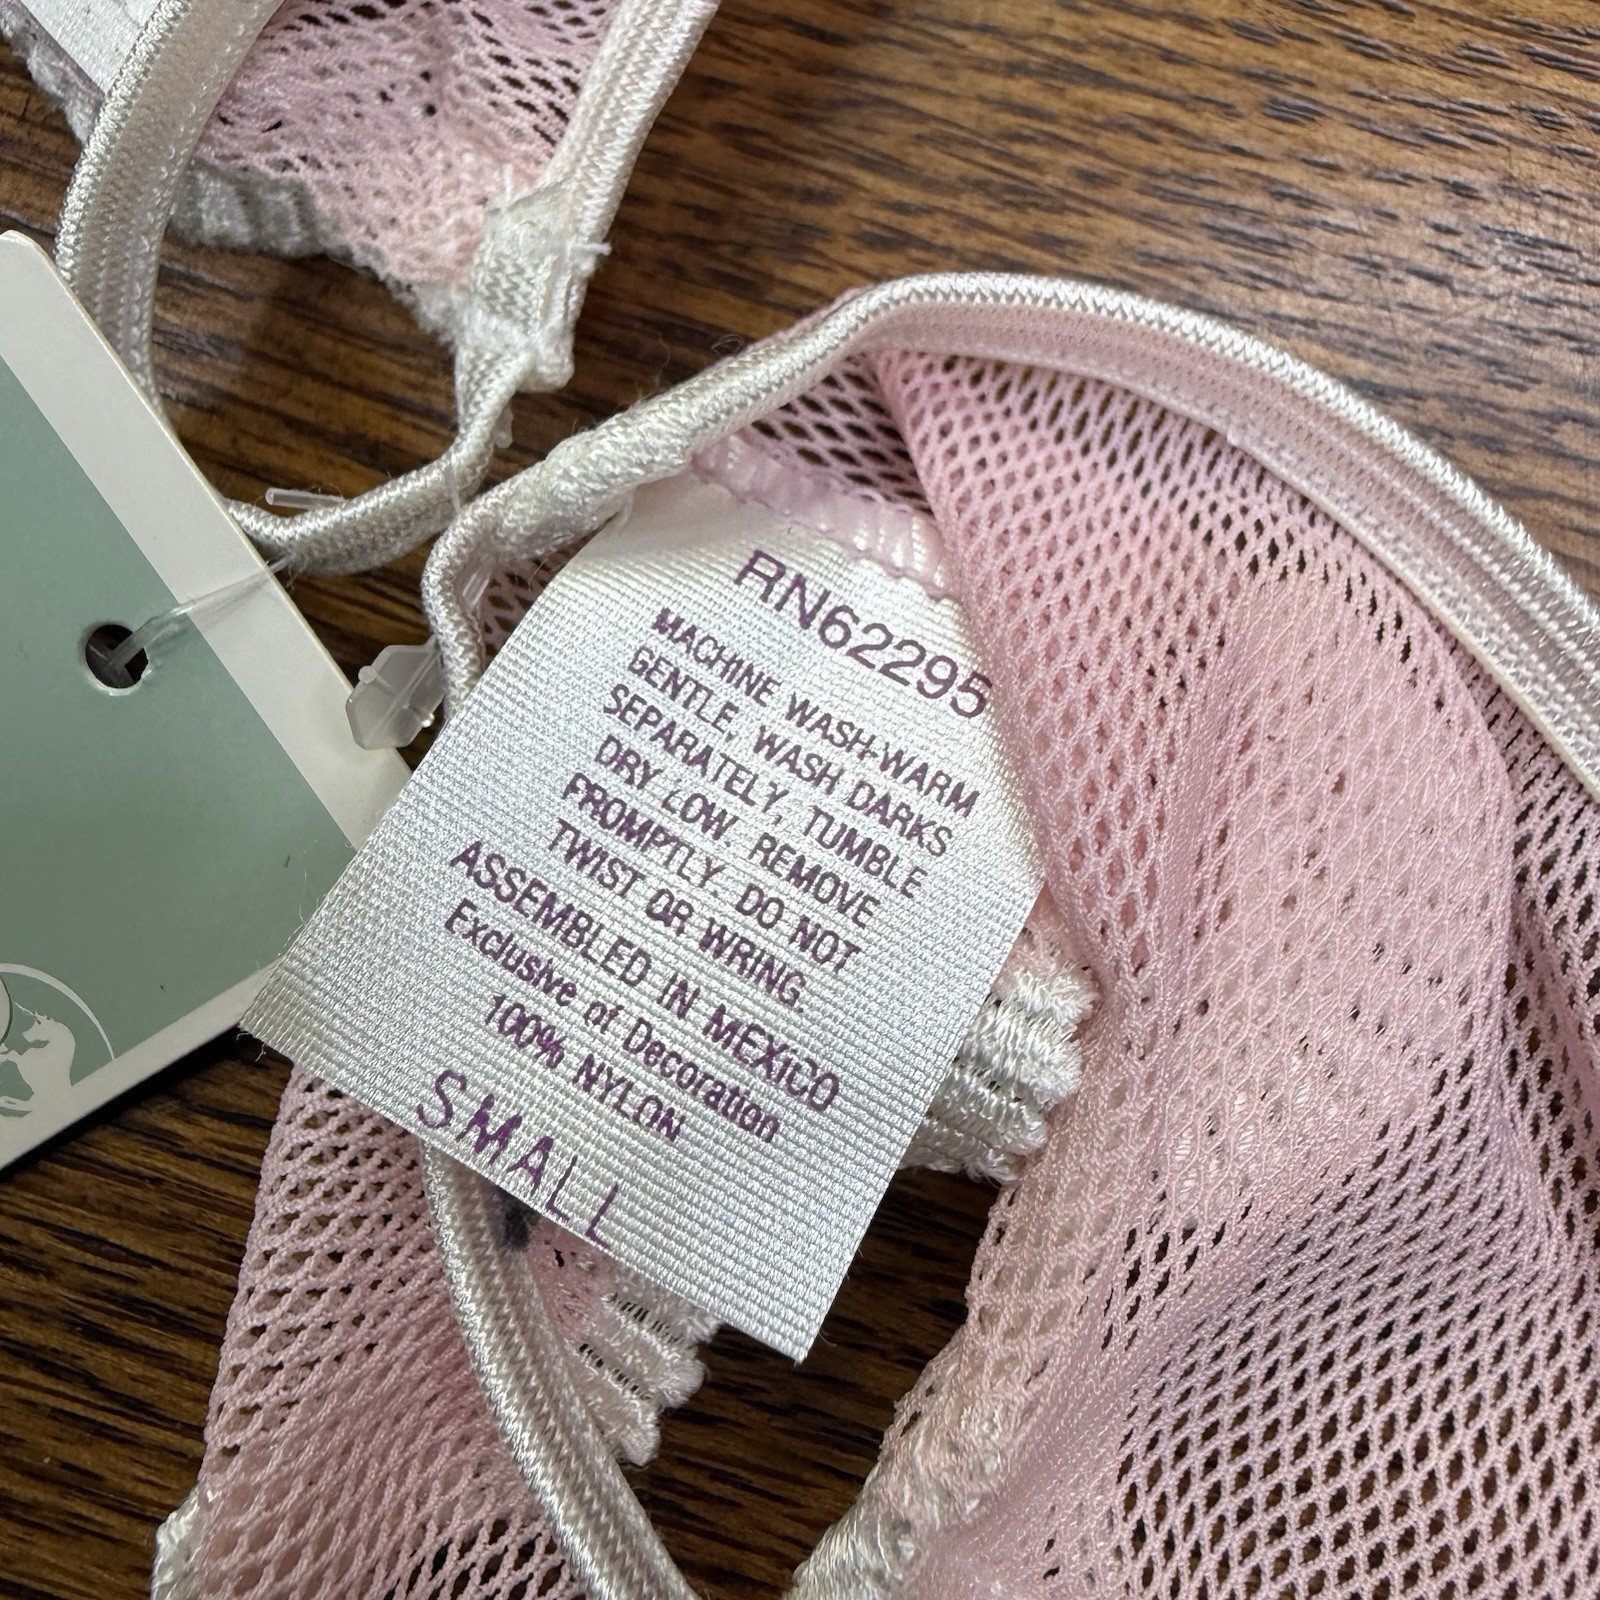 RN62295
MACHINE WASH-WARM
GENTLE, WASH DARKS
SEPARATELY, TUMBLE
DRY LOW. REMOVE
PROMPTLY. DO NOT
TWIST OR WRING.
ASSEMBLED IN MEXICO
Exclusive of Decoration
100% NYLON
SMALL